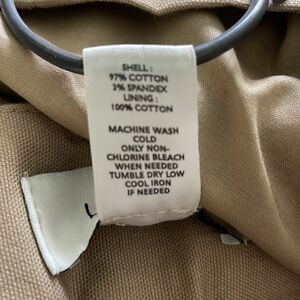 SHELL :
97% COTTON
3% SPANDEX
LINING :
100% COTTON
MACHINE WASH
COLD
ONLY NON-
CHLORINE BLEACH
WHEN NEEDED
TUMBLE DRY LOW
COOL IRON
IF NEEDED